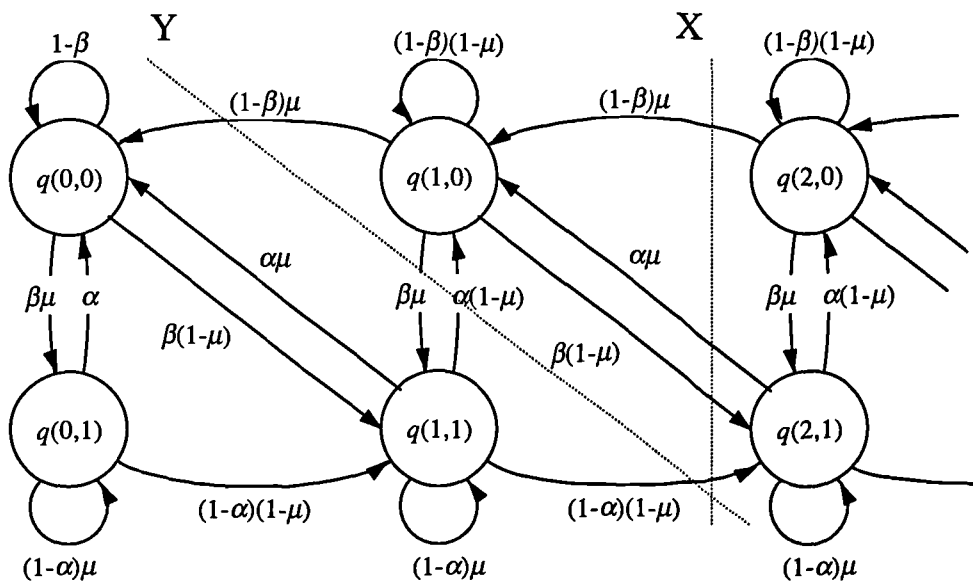 Y
X
1-β
(1-β)(1-μ)
(1-β)(1-μ)
(1-β)μ
(1-β)μ
q(0,0)
q(1,0)
q(2,0)
αμ
αμ
βμ
α
β(1-μ)
βμ
α(1-μ)
β(1-μ)
βμ
α(1-μ)
q(0,1)
q(1,1)
q(2,1)
(1-α)(1-μ)
(1-α)(1-μ)
(1-α)μ
(1-α)μ
(1-α)μ